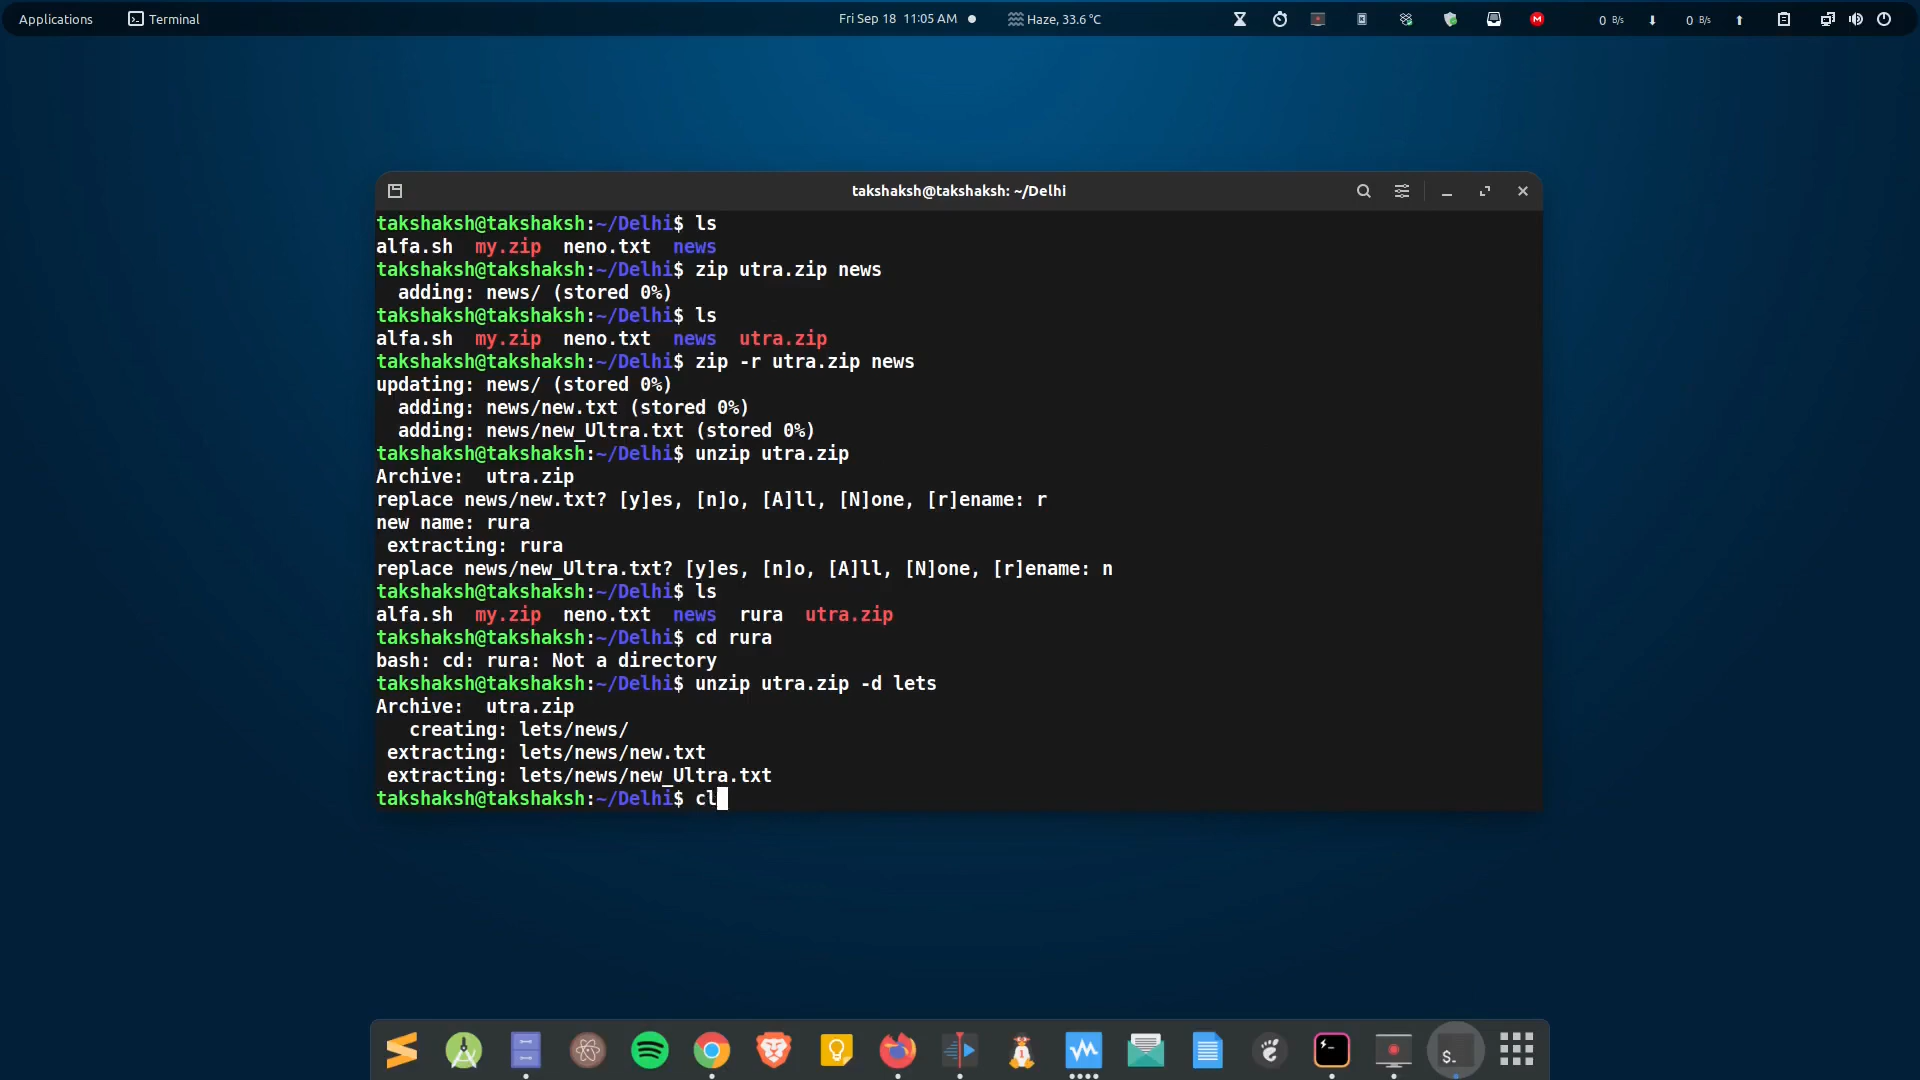 Applications Terminal Fri Sep 18 11:05 AM Haze, 33.6 °C 0 B/s 0 B/s
takshaksh@takshaksh: ~/Delhi
takshaksh@takshaksh:~/Delhi$ ls
alfa.sh my.zip neno.txt news
takshaksh@takshaksh:~/Delhi$ zip utra.zip news
  adding: news/ (stored 0%)
takshaksh@takshaksh:~/Delhi$ ls
alfa.sh my.zip neno.txt news utra.zip
takshaksh@takshaksh:~/Delhi$ zip -r utra.zip news
updating: news/ (stored 0%)
  adding: news/new.txt (stored 0%)
  adding: news/new_Ultra.txt (stored 0%)
takshaksh@takshaksh:~/Delhi$ unzip utra.zip
Archive:  utra.zip
replace news/new.txt? [y]es, [n]o, [A]ll, [N]one, [r]ename: r
new name: rura
 extracting: rura
replace news/new_Ultra.txt? [y]es, [n]o, [A]ll, [N]one, [r]ename: n
takshaksh@takshaksh:~/Delhi$ ls
alfa.sh my.zip neno.txt news rura utra.zip
takshaksh@takshaksh:~/Delhi$ cd rura
bash: cd: rura: Not a directory
takshaksh@takshaksh:~/Delhi$ unzip utra.zip -d lets
Archive:  utra.zip
   creating: lets/news/
 extracting: lets/news/new.txt
 extracting: lets/news/new_Ultra.txt
takshaksh@takshaksh:~/Delhi$ cl